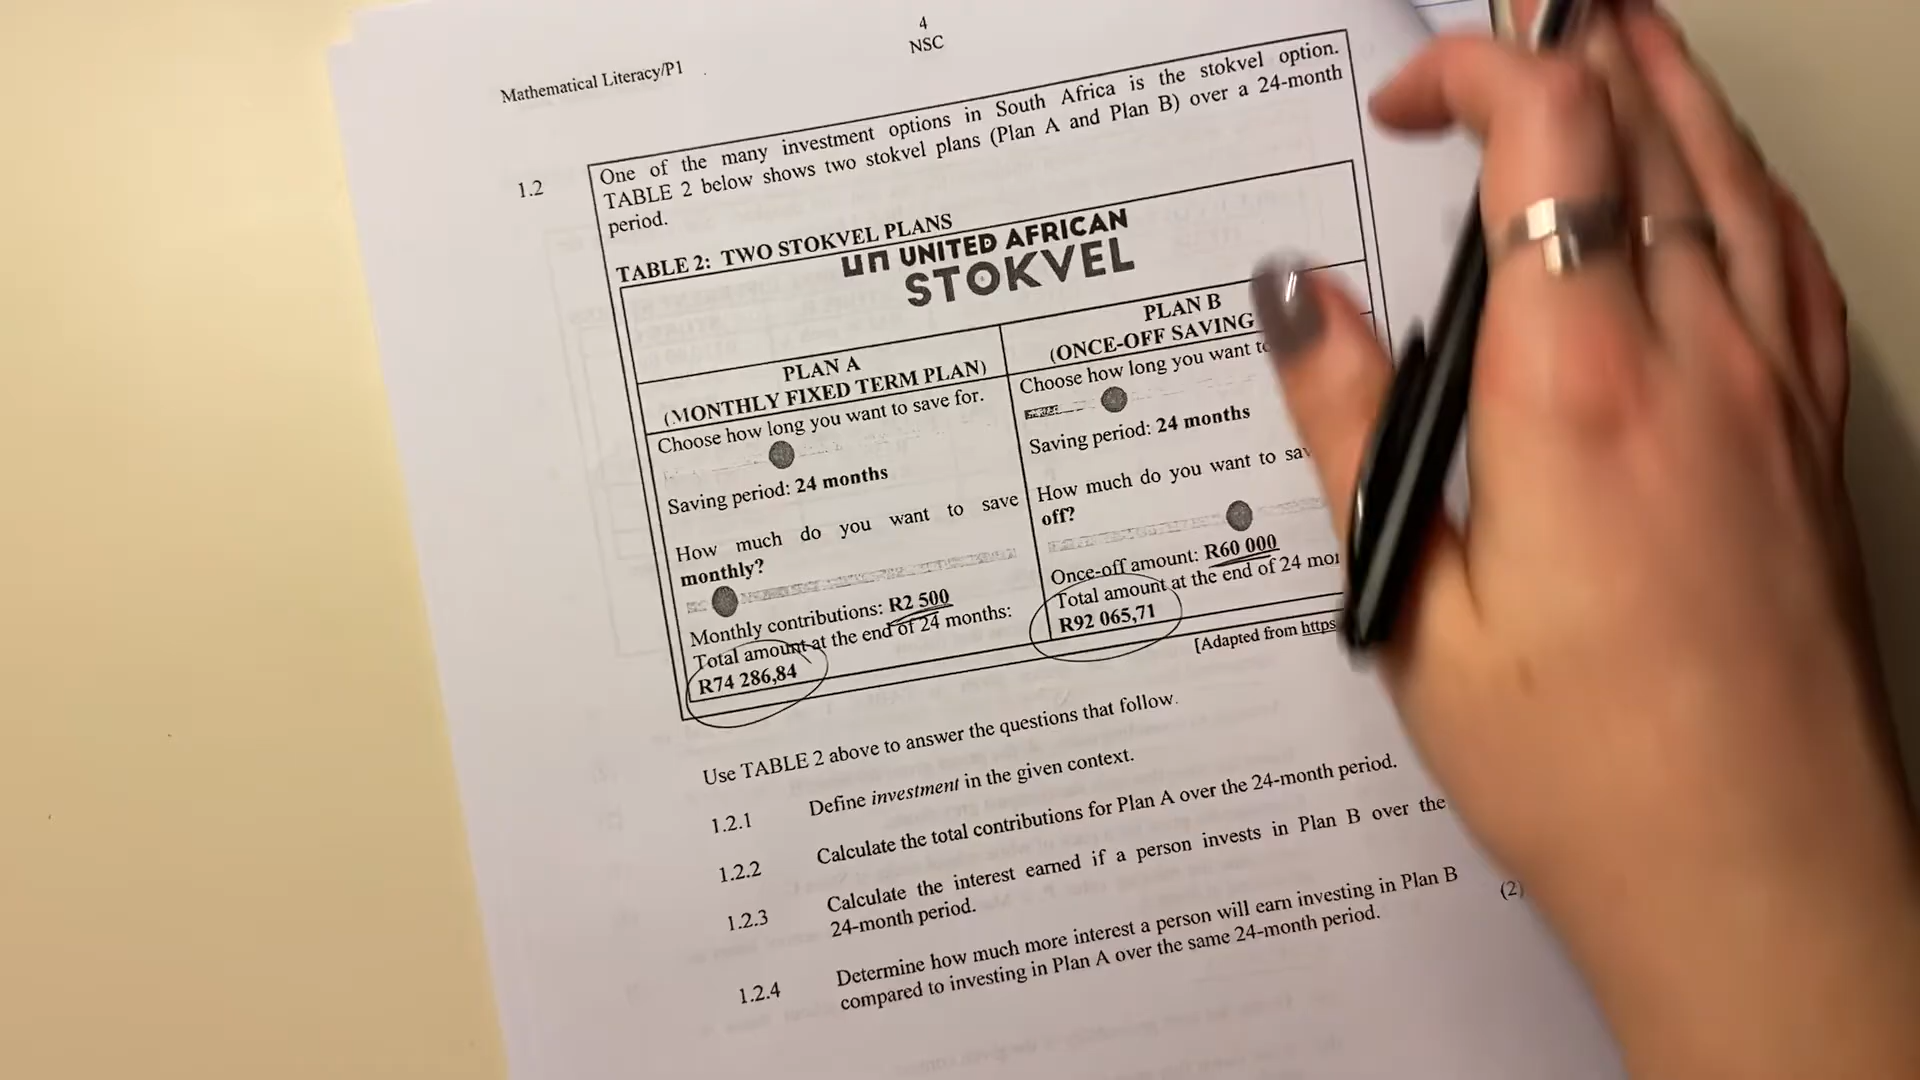 4
NSC
Mathematical Literacy/P1
1.2
One of the many investment options in South Africa is the stokvel option.
TABLE 2 below shows two stokvel plans (Plan A and Plan B) over a 24-month
period.
TABLE 2: TWO STOKVEL PLANS
un UNITED AFRICAN
STOKVEL
PLAN A
(MONTHLY FIXED TERM PLAN)
Choose how long you want to save for.
Saving period: 24 months
How much do you want to save
monthly?
Monthly contributions: R2 500
Total amount at the end of 24 months:
R74 286,84
PLAN B
(ONCE-OFF SAVING
Choose how long you want to
Saving period: 24 months
How much do you want to
off?
Once-off amount: R60 000
Total amount at the end of 24
R92 065,71
[Adapted from https
Use TABLE 2 above to answer the questions that follow.
1.2.1 Define investment in the given context.
1.2.2 Calculate the total contributions for Plan A over the 24-month period.
1.2.3 Calculate the interest earned if a person invests in Plan B over the
24-month period.
1.2.4 Determine how much more interest a person will earn investing in Plan B
compared to investing in Plan A over the same 24-month period.
(2)